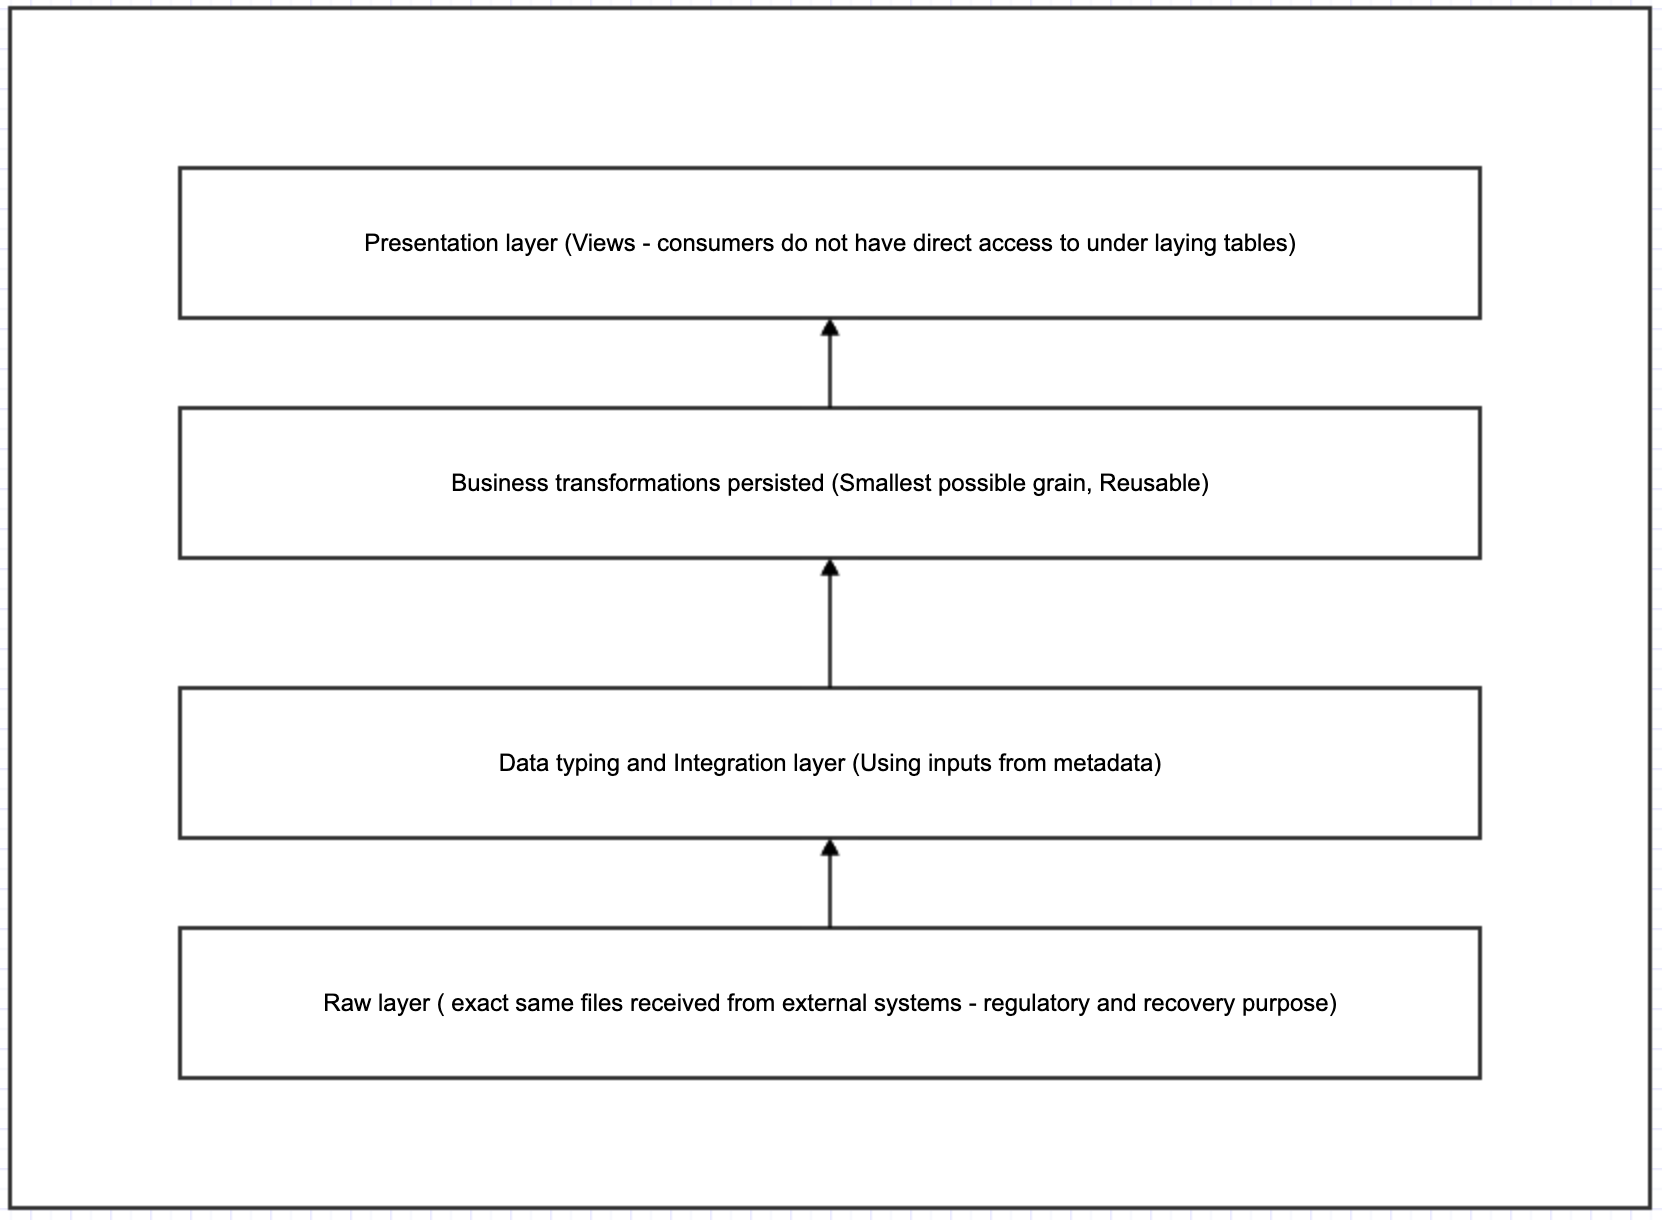 Presentation layer (Views - consumers do not have direct access to under laying tables)
Business transformations persisted (Smallest possible grain, Reusable)
Data typing and Integration layer (Using inputs from metadata)
Raw layer ( exact same files received from external systems - regulatory and recovery purpose)